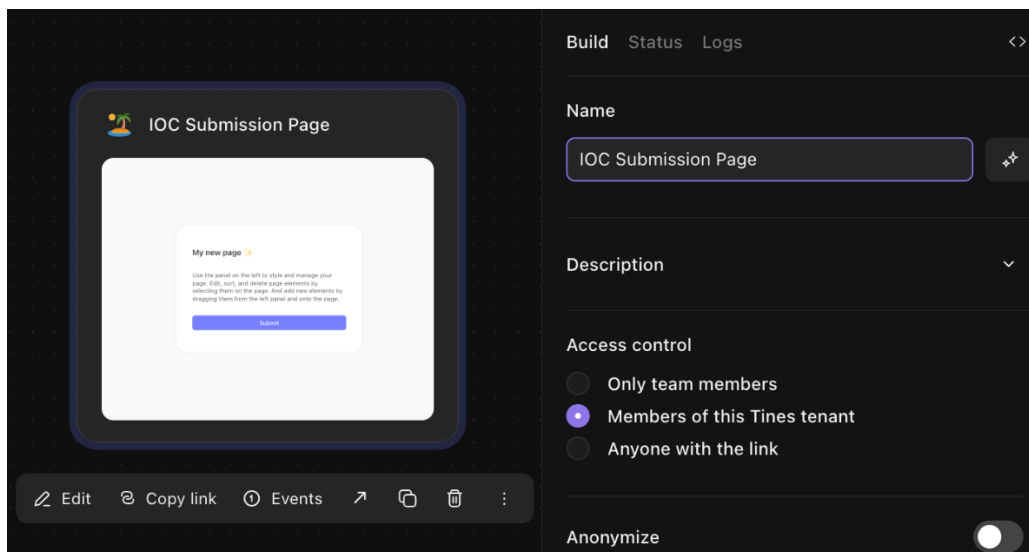 IOC Submission Page
My new page ✨
Use the panel on the left to style and manage your
page. Edit, sort, and delete page elements by
selecting them on the page. And add new elements by
dragging them from the left panel and onto the page.
Submit
Edit
Copy link
Events
Build Status Logs
Name
IOC Submission Page
Description
Access control
Only team members
Members of this Tines tenant
Anyone with the link
Anonymize